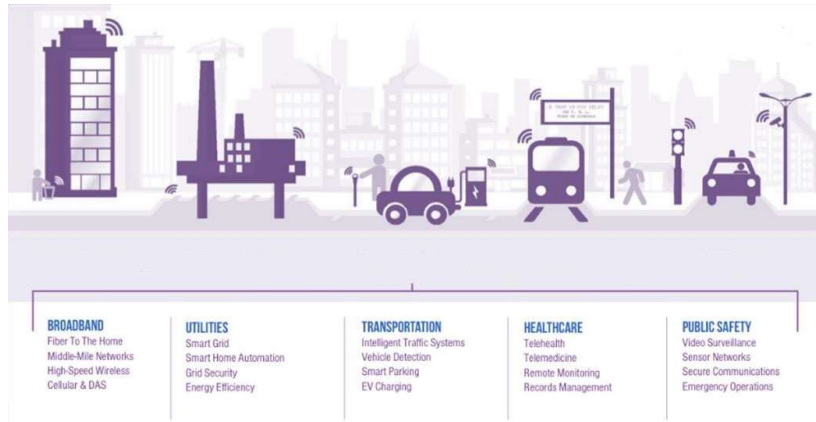 BROADBAND
Fiber To The Home
Middle-Mile Networks
High-Speed Wireless
Cellular & DAS
UTILITIES
Smart Grid
Smart Home Automation
Grid Security
Energy Efficiency
TRANSPORTATION
Intelligent Traffic Systems
Vehicle Detection
Smart Parking
EV Charging
HEALTHCARE
Telehealth
Telemedicine
Remote Monitoring
Records Management
PUBLIC SAFETY
Video Surveillance
Sensor Networks
Secure Communications
Emergency Operations